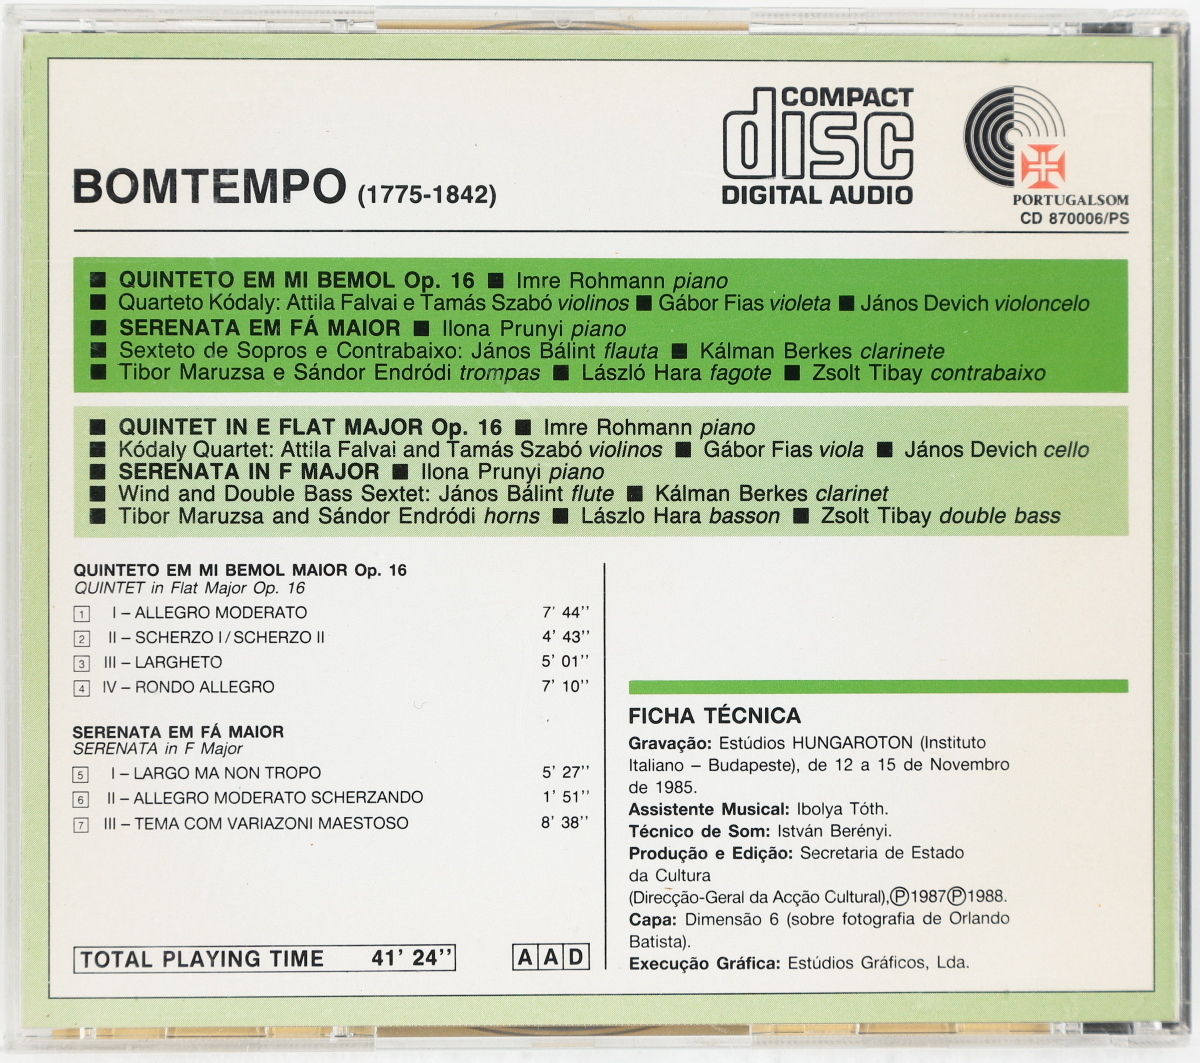 COMPACT
disc
DIGITAL AUDIO
PORTUGALSOM
CD 870006/PS
BOMTEMPO (1775-1842)
■ QUINTETO EM MI BEMOL Op. 16 ■ Imre Rohmann piano
■ Quarteto Kódaly: Attila Falvai e Tamás Szabó violinos ■ Gábor Fias violeta ■ János Devich violoncelo
■ SERENATA EM FÁ MAIOR ■ Ilona Prunyi piano
■ Sexteto de Sopros e Contrabaixo: János Bálint flauta ■ Kálman Berkes clarinete
■ Tibor Maruzsa e Sándor Endródi trompas ■ László Hara fagote ■ Zsolt Tibay contrabaixo
■ QUINTET IN E FLAT MAJOR Op. 16 ■ Imre Rohmann piano
■ Kódaly Quartet: Attila Falvai and Tamás Szabó violinos ■ Gábor Fias viola ■ János Devich cello
■ SERENATA IN F MAJOR ■ Ilona Prunyi piano
■ Wind and Double Bass Sextet: János Bálint flute ■ Kálman Berkes clarinet
■ Tibor Maruzsa and Sándor Endródi horns ■ Lászlo Hara basson ■ Zsolt Tibay double bass
QUINTETO EM MI BEMOL MAIOR Op. 16
QUINTET in Flat Major Op. 16
1 I – ALLEGRO MODERATO 7' 44''
2 II – SCHERZO I / SCHERZO II 4' 43''
3 III – LARGHETO 5' 01''
4 IV – RONDO ALLEGRO 7' 10''
SERENATA EM FÁ MAIOR
SERENATA in F Major
5 I – LARGO MA NON TROPO 5' 27''
6 II – ALLEGRO MODERATO SCHERZANDO 1' 51''
7 III – TEMA COM VARIAZONI MAESTOSO 8' 38''
TOTAL PLAYING TIME 41' 24''
A A D
FICHA TÉCNICA
Gravação: Estúdios HUNGAROTON (Instituto
Italiano – Budapeste), de 12 a 15 de Novembro
de 1985.
Assistente Musical: Ibolya Tóth.
Técnico de Som: István Berényi.
Produção e Edição: Secretaria de Estado
da Cultura
(Direcção-Geral da Acção Cultural),Ⓟ1987Ⓟ1988.
Capa: Dimensão 6 (sobre fotografia de Orlando
Batista).
Execução Gráfica: Estúdios Gráficos, Lda.